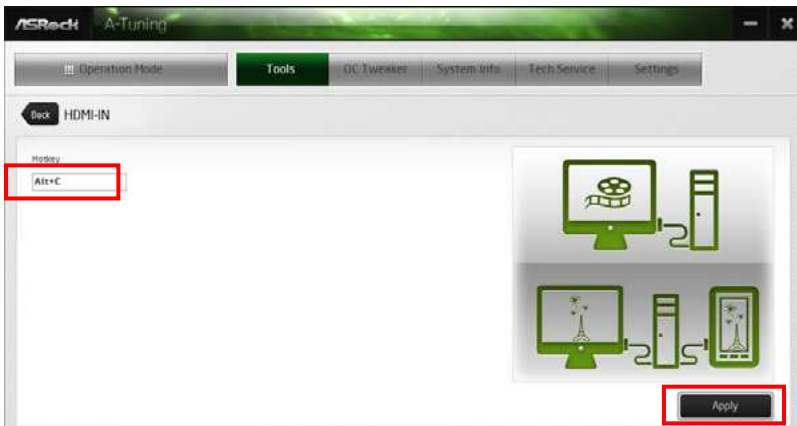 ASRock A-Tuning
Operation Mode Tools OC Tweaker System Info Tech Service Settings
Back HDMI-IN
Hotkey
Alt+C
Apply